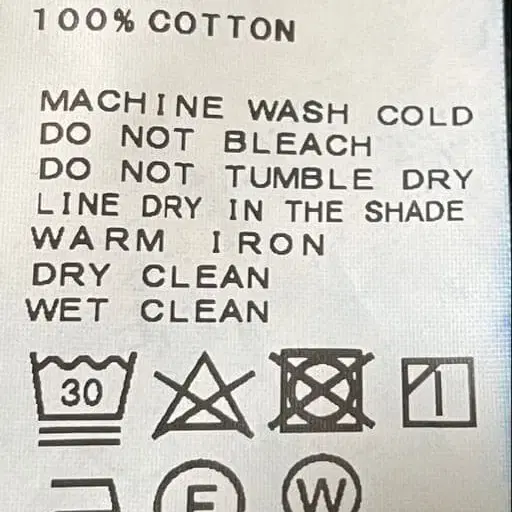 100% COTTON
MACHINE WASH COLD
DO NOT BLEACH
DO NOT TUMBLE DRY
LINE DRY IN THE SHADE
WARM IRON
DRY CLEAN
WET CLEAN
30
F W